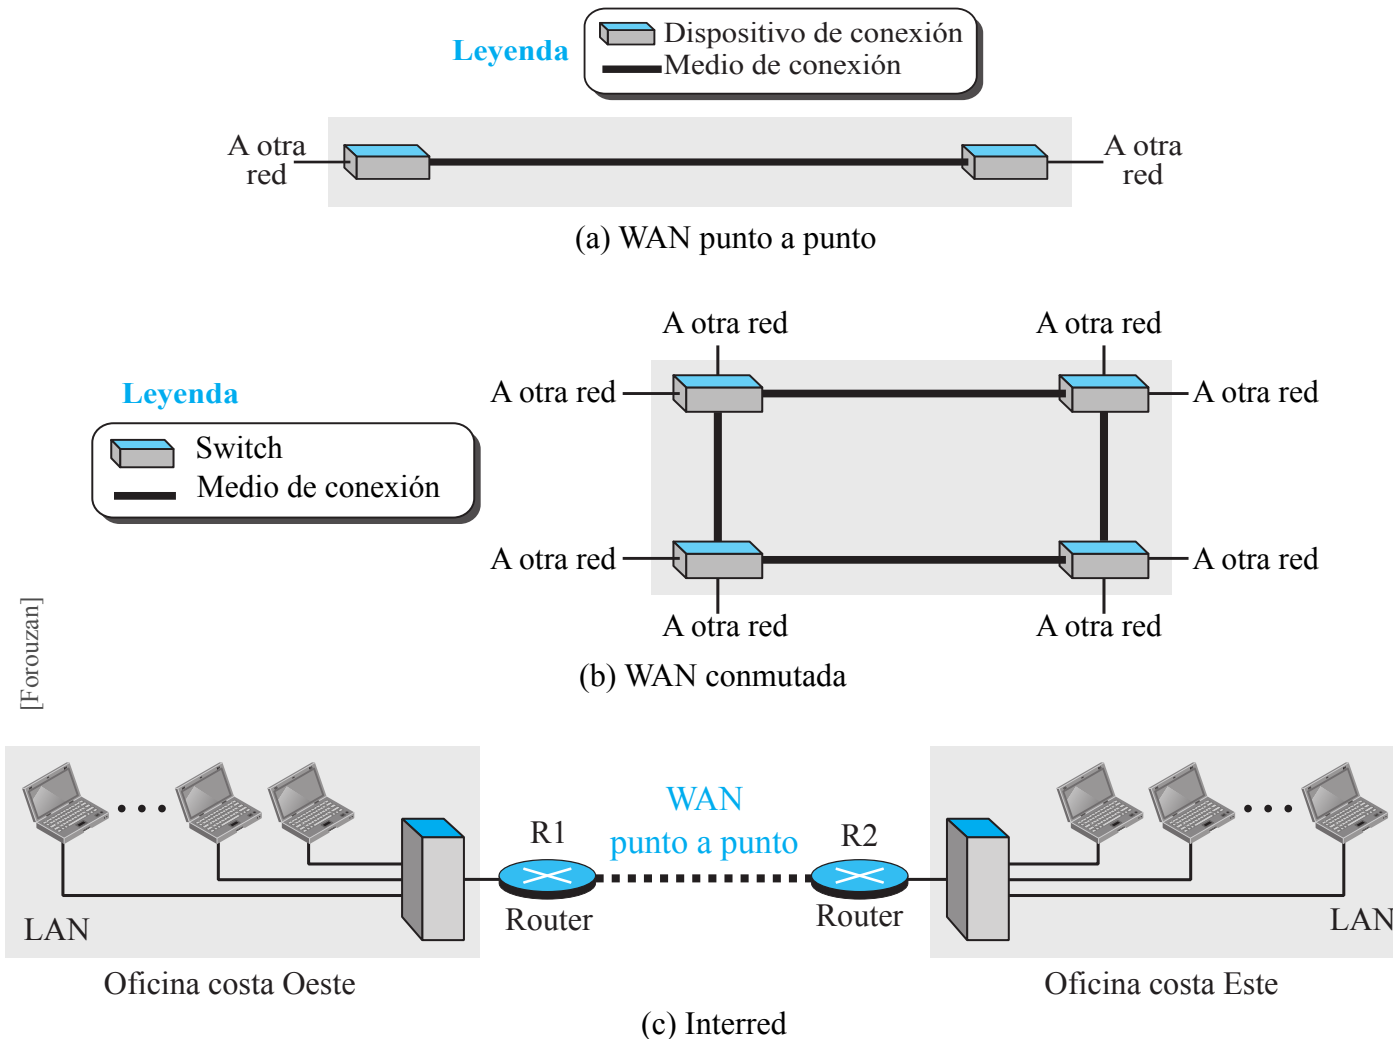 Leyenda
Dispositivo de conexión
Medio de conexión
A otra
red
A otra
red
(a) WAN punto a punto
A otra red
A otra red
Leyenda
A otra red
A otra red
Switch
Medio de conexión
A otra red
A otra red
A otra red
A otra red
(b) WAN conmutada
[Forouzan]
WAN
punto a punto
R1
R2
Router
Router
LAN
LAN
Oficina costa Oeste
Oficina costa Este
(c) Interred